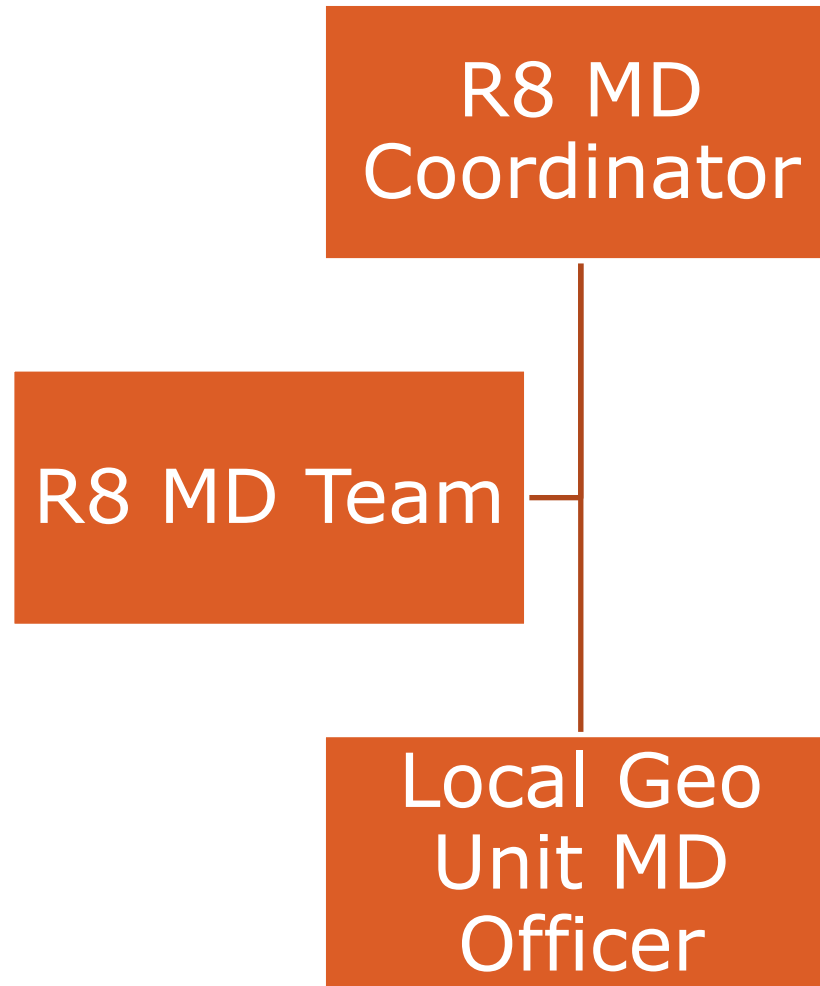 R8 MD
Coordinator
R8 MD Team
Local Geo
Unit MD
Officer